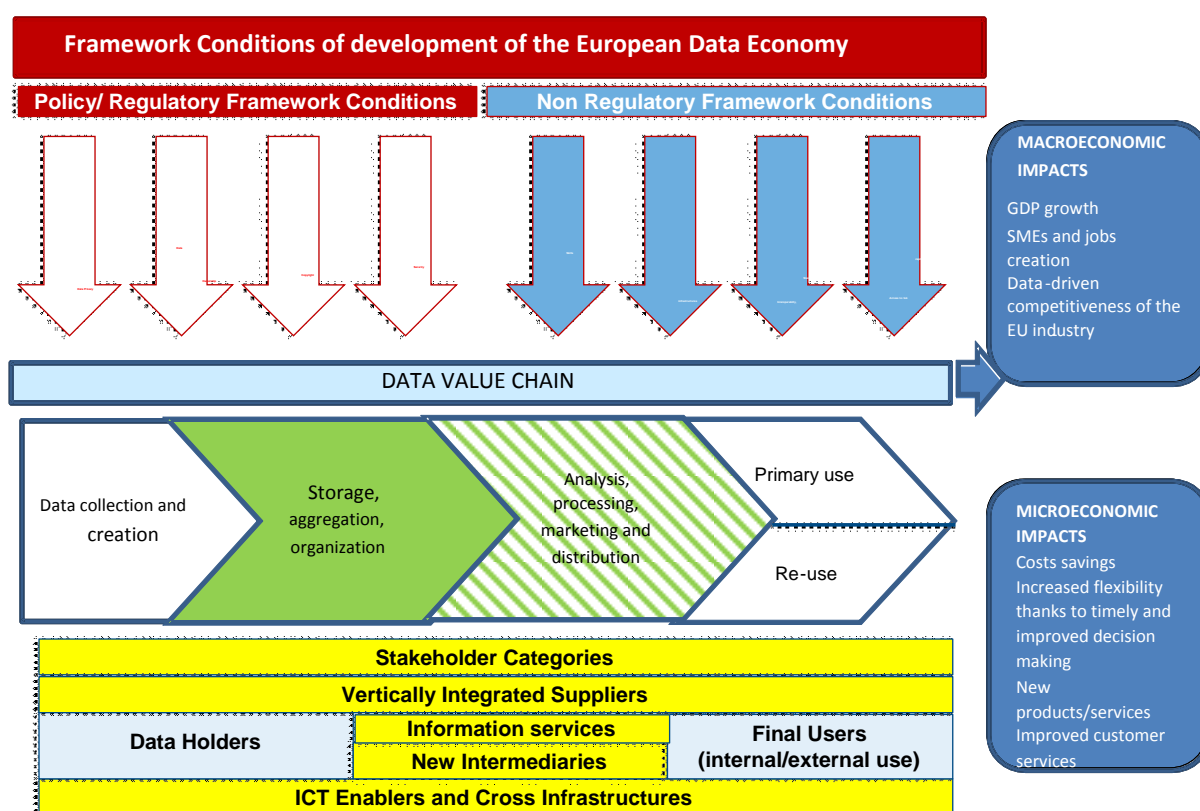 Framework Conditions of development of the European Data Economy
Policy/ Regulatory Framework Conditions
Non Regulatory Framework Conditions
MACROECONOMIC
IMPACTS
GDP growth
SMEs and jobs
creation
Data-driven
competitiveness of the
EU industry
DATA VALUE CHAIN
Data collection and
creation
Storage,
aggregation,
organization
Analysis,
processing,
marketing and
distribution
Primary use
Re-use
MICROECONOMIC
IMPACTS
Costs savings
Increased flexibility
thanks to timely and
improved decision
making
New
products/services
Improved customer
services
Stakeholder Categories
Vertically Integrated Suppliers
Data Holders
Information services
New Intermediaries
Final Users
(internal/external use)
ICT Enablers and Cross Infrastructures